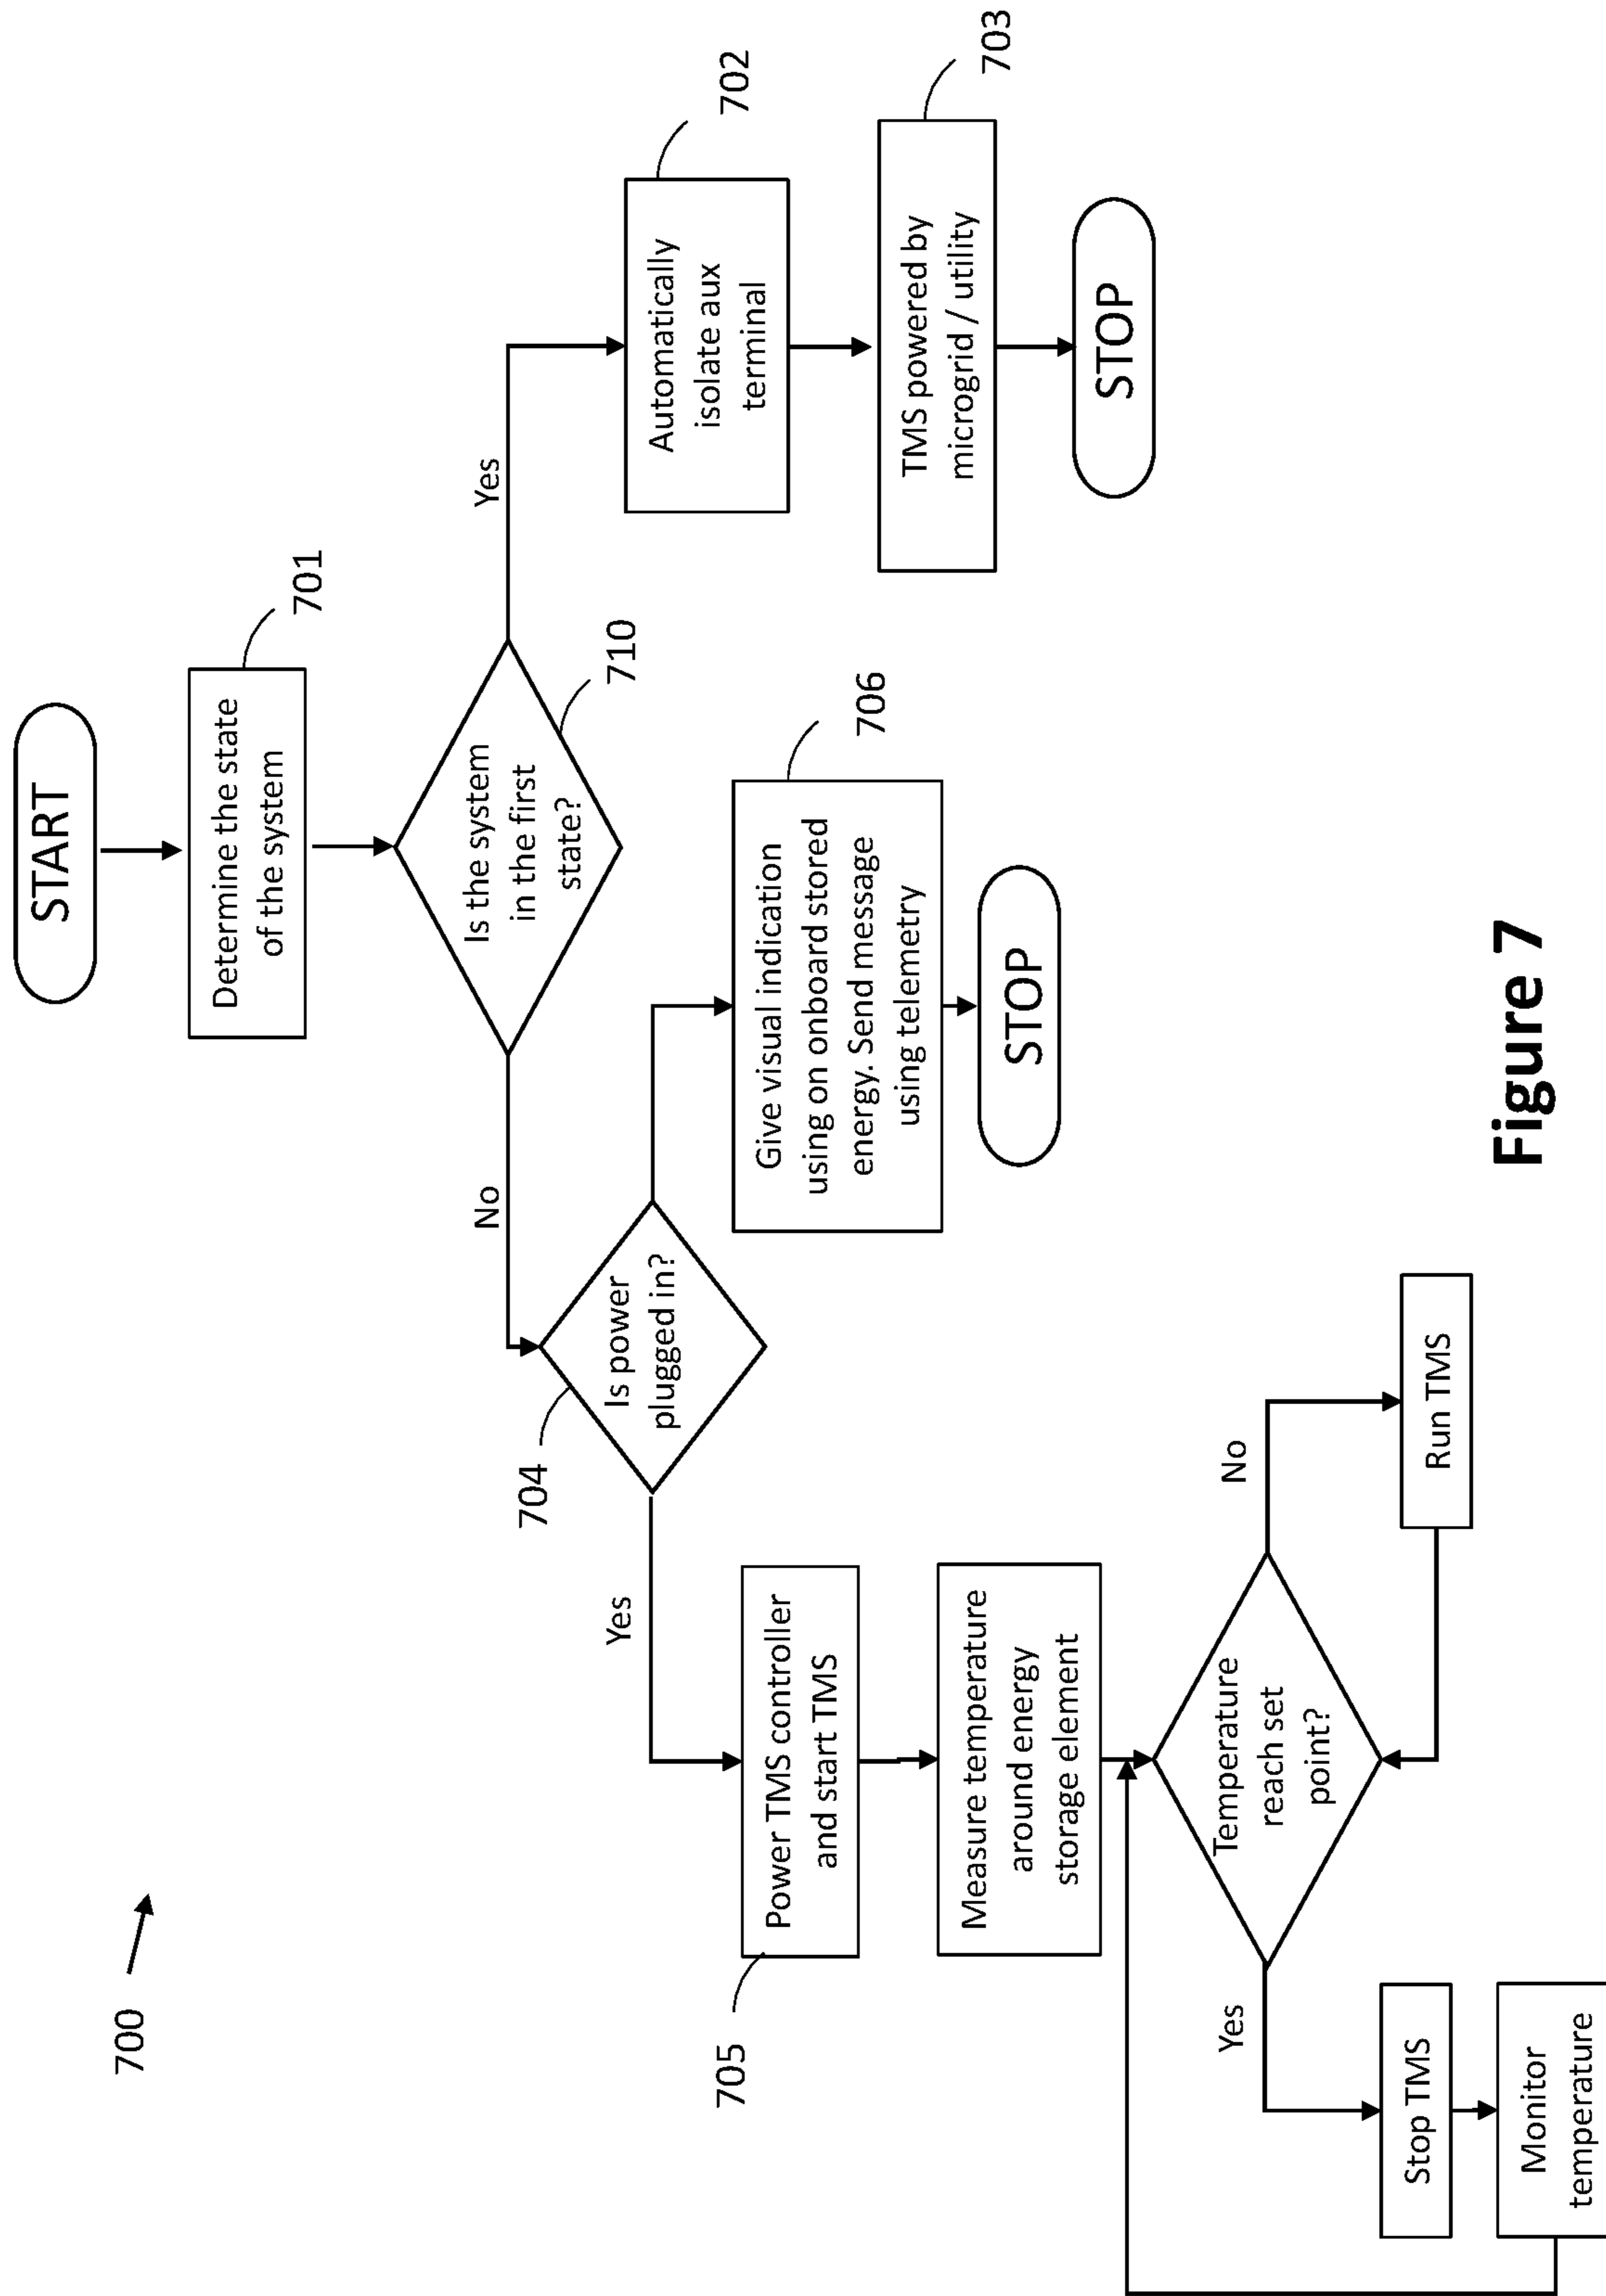 700
START
Determine the state
of the system
701
Is the system
in the first
state?
710
No
Yes
Automatically
isolate aux
terminal
702
TMS powered by
microgrid / utility
703
STOP
Is power
plugged in?
704
Give visual indication
using on onboard stored
energy. Send message
using telemetry
706
STOP
Yes
Power TMS controller
and start TMS
705
Measure temperature
around energy
storage element
Temperature
reach set
point?
Yes
No
Stop TMS
Run TMS
Monitor
temperature
Figure 7